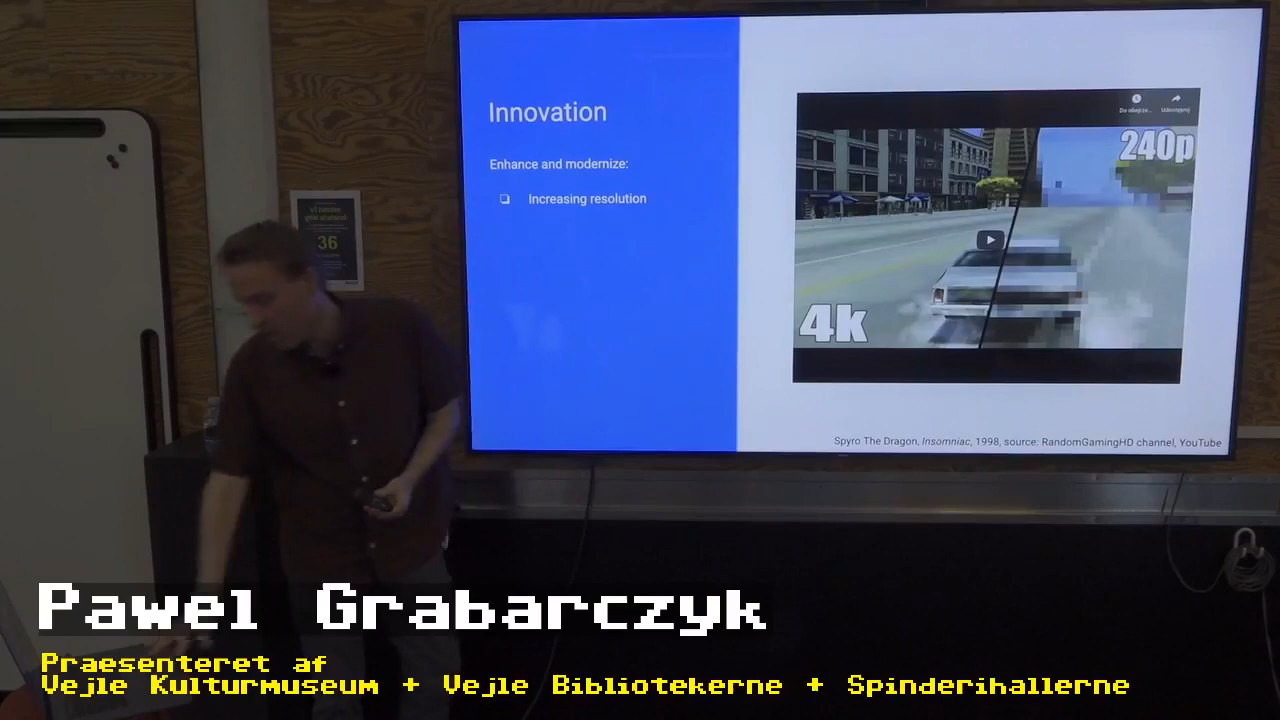 Innovation
Enhance and modernize:
Increasing resolution
Udostępnij
240p
4k
Spyro The Dragon, Insomniac, 1998, source: RandomGamingHD channel, YouTube
36
Pawel Grabarczyk
Praesenteret af
Vejle Kulturmuseum + Vejle Bibliotekerne + Spinderihallerne